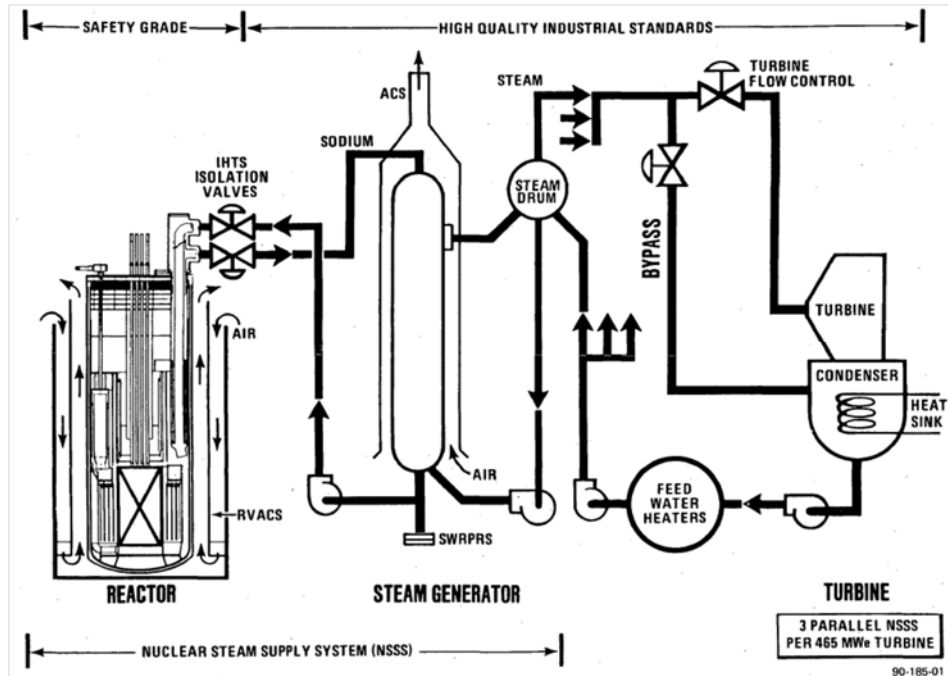 SAFETY GRADE
HIGH QUALITY INDUSTRIAL STANDARDS
ACS
STEAM
TURBINE
FLOW CONTROL
SODIUM
IHTS
ISOLATION
VALVES
STEAM
DRUM
BYPASS
AIR
TURBINE
CONDENSER
HEAT
SINK
AIR
FEED
WATER
HEATERS
RVACS
SWRPRS
REACTOR
STEAM GENERATOR
TURBINE
3 PARALLEL NSSS
PER 465 MWe TURBINE
NUCLEAR STEAM SUPPLY SYSTEM (NSSS)
90-185-01